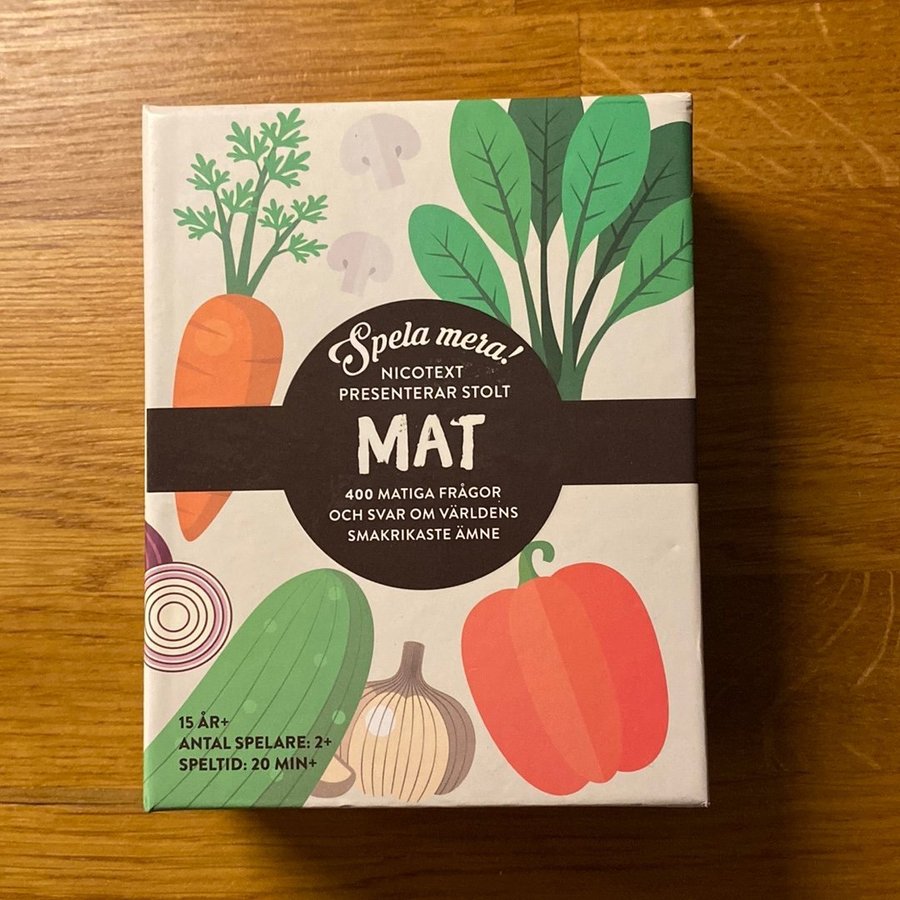 Spela mera!
NICOTEXT
PRESENTERAR STOLT
MAT
400 MATIGA FRÅGOR
OCH SVAR OM VÄRLDENS
SMAKRIKASTE ÄMNE
15 ÅR+
ANTAL SPELARE: 2+
SPELTID: 20 MIN+